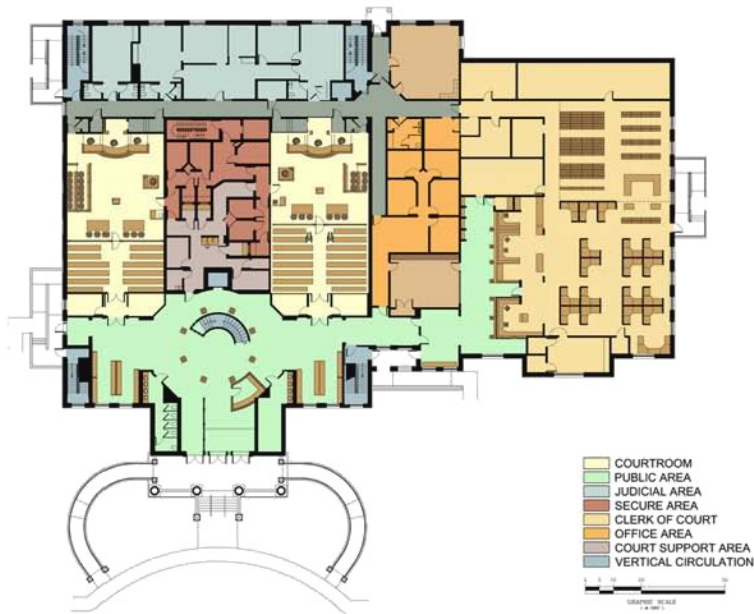 COURTROOM
PUBLIC AREA
JUDICIAL AREA
SECURE AREA
CLERK OF COURT
OFFICE AREA
COURT SUPPORT AREA
VERTICAL CIRCULATION
GRAPHIC SCALE